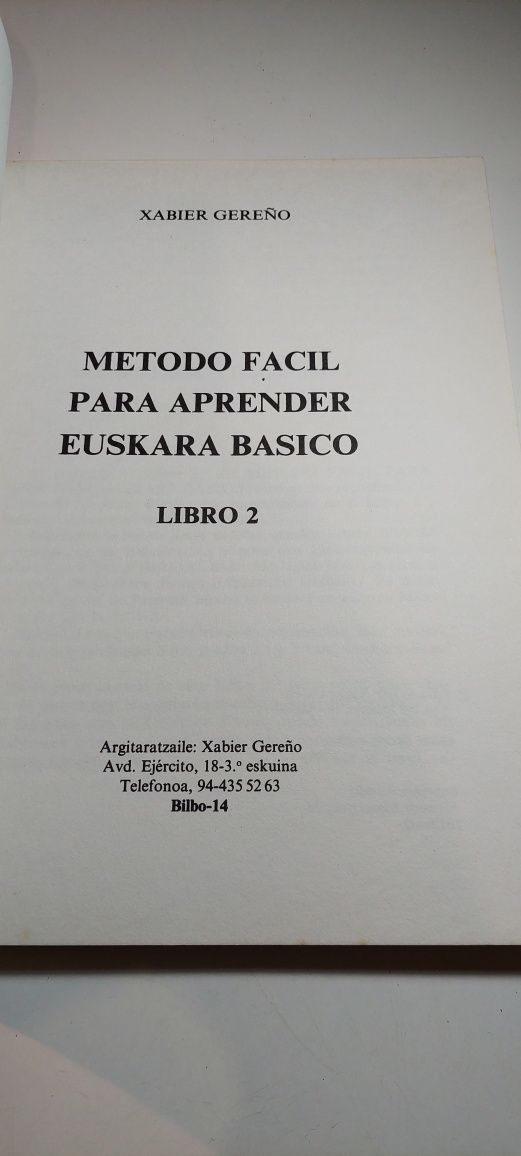 XABIER GEREÑO
METODO FACIL
PARA APRENDER
EUSKARA BASICO
LIBRO 2
Argitaratzaile: Xabier Gereño
Avd. Ejército, 18-3.º eskuina
Telefonoa, 94-435 52 63
Bilbo-14